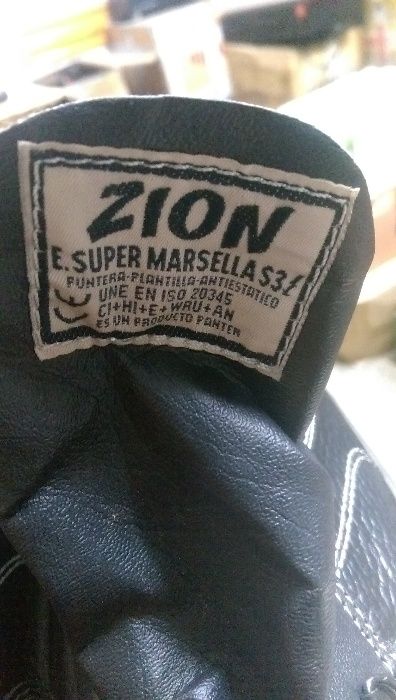 ZION
E. SUPER MARSELLA S3 L
PUNTERA-PLANTILLA-ANTIESTATICO
CE UNE EN ISO 20345
CI+HI+E+WRU+AN
ES UN PRODUCTO PANTER